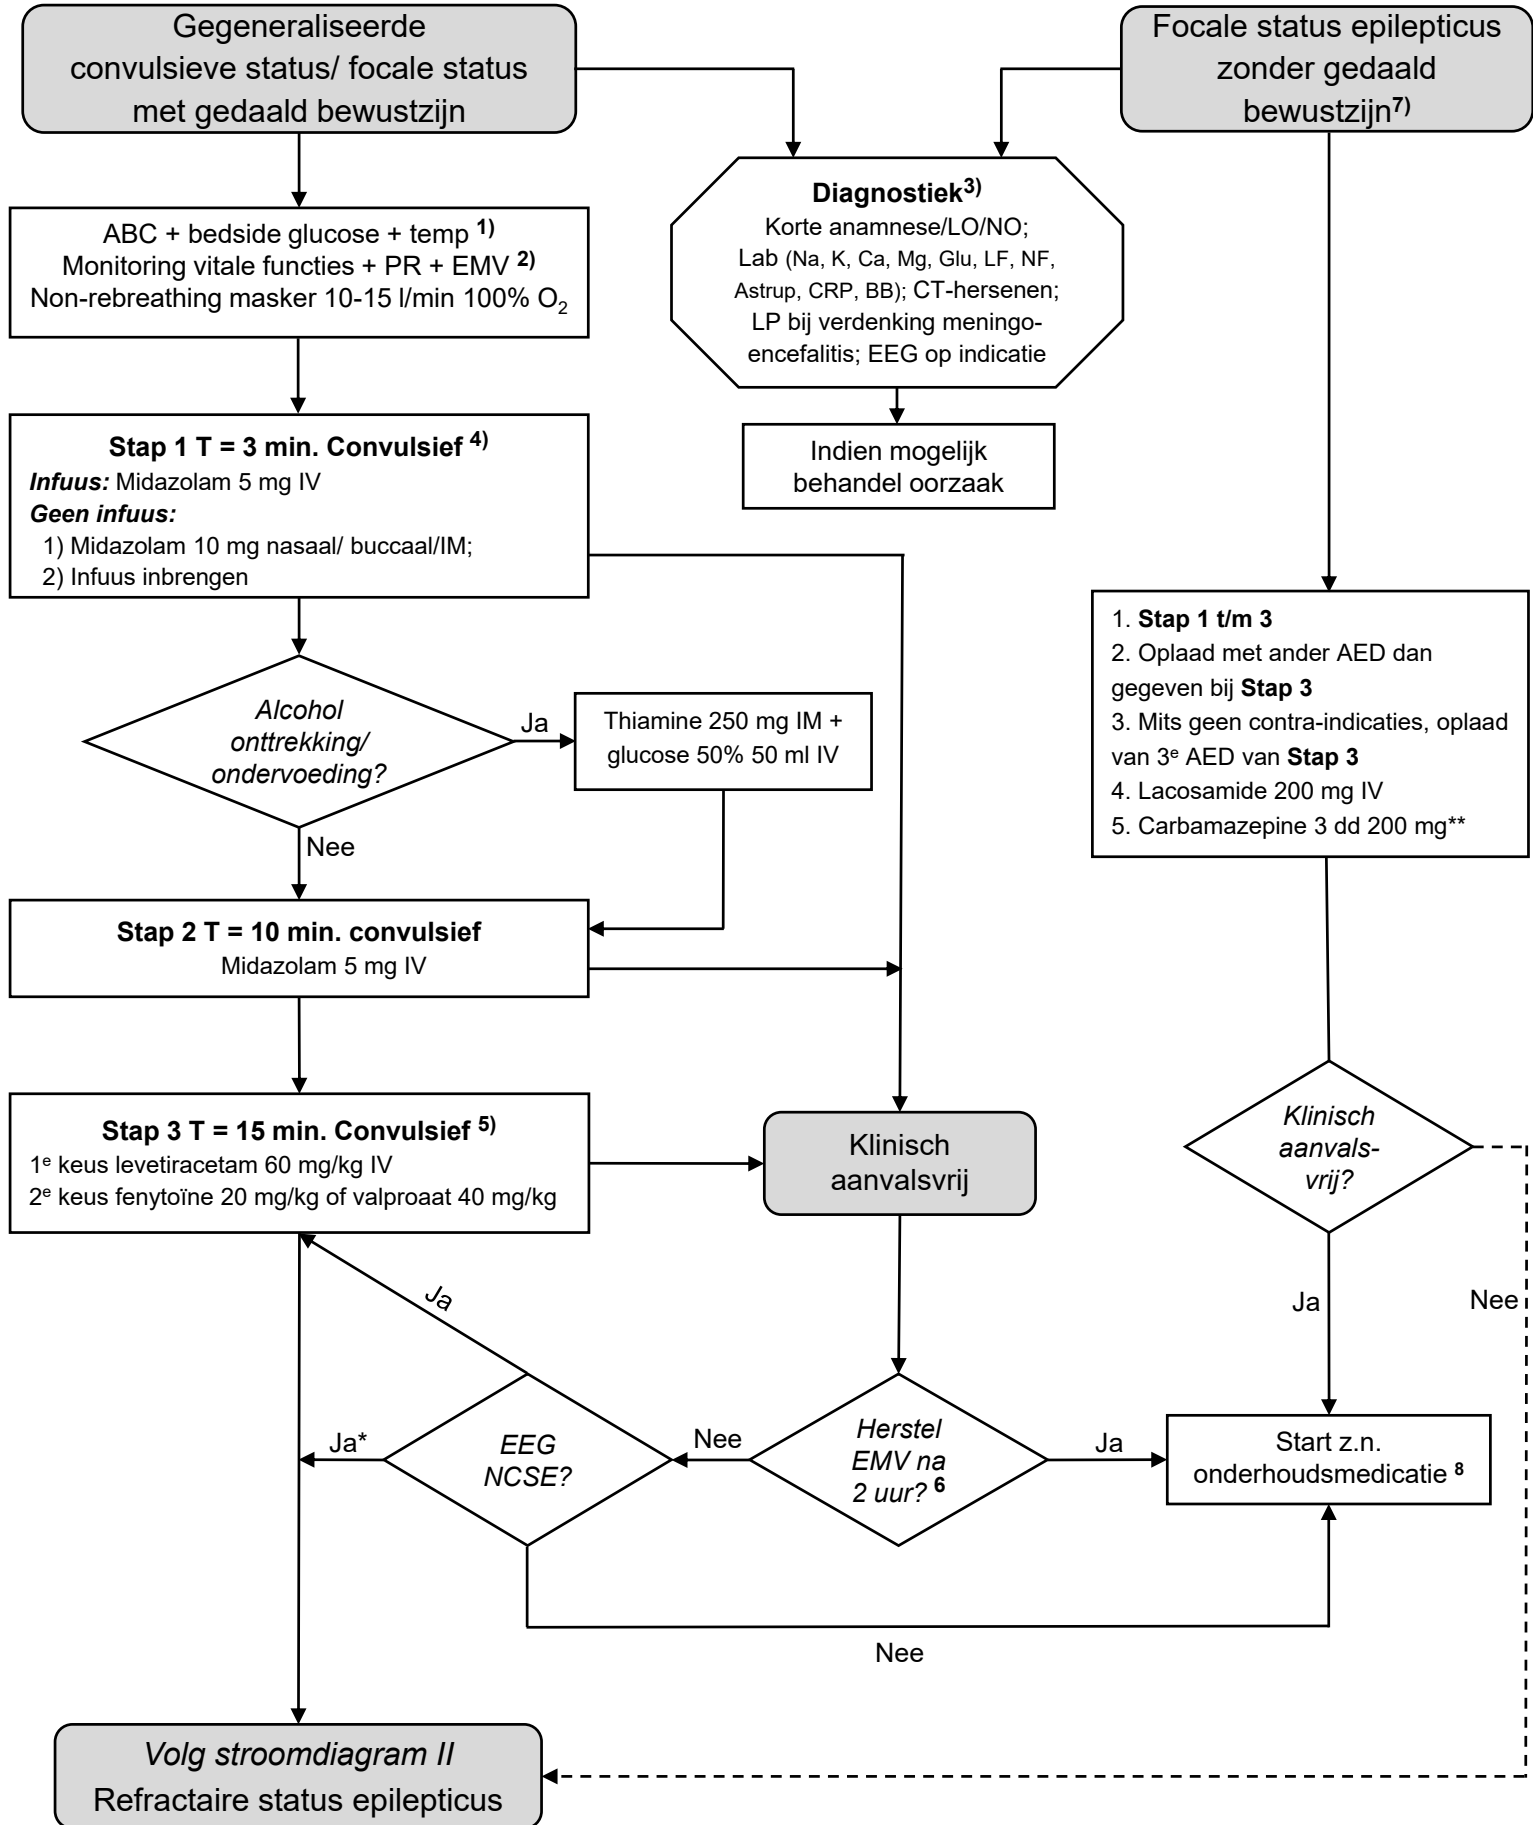 Gegeneraliseerde
convulsieve status/ focale status
met gedaald bewustzijn
Focale status epilepticus
zonder gedaald
bewustzijn7)
ABC + bedside glucose + temp 1)
Monitoring vitale functies + PR + EMV 2)
Non-rebreathing masker 10-15 l/min 100% O2
Diagnostiek3)
Korte anamnese/LO/NO;
Lab (Na, K, Ca, Mg, Glu, LF, NF,
Astrup, CRP, BB); CT-hersenen;
LP bij verdenking meningo-
encefalitis; EEG op indicatie
Indien mogelijk
behandel oorzaak
Stap 1 T = 3 min. Convulsief 4)
Infuus: Midazolam 5 mg IV
Geen infuus:
1) Midazolam 10 mg nasaal/ buccaal/IM;
2) Infuus inbrengen
Alcohol
onttrekking/
ondervoeding?
Ja
Thiamine 250 mg IM +
glucose 50% 50 ml IV
Nee
Stap 2 T = 10 min. convulsief
Midazolam 5 mg IV
1. Stap 1 t/m 3
2. Oplaad met ander AED dan
gegeven bij Stap 3
3. Mits geen contra-indicaties, oplaad
van 3e AED van Stap 3
4. Lacosamide 200 mg IV
5. Carbamazepine 3 dd 200 mg**
Stap 3 T = 15 min. Convulsief 5)
1e keus levetiracetam 60 mg/kg IV
2e keus fenytoïne 20 mg/kg of valproaat 40 mg/kg
Klinisch
aanvalsvrij
Klinisch
aanvals-
vrij?
Ja
Nee
Ja
Ja*
EEG
NCSE?
Nee
Herstel
EMV na
2 uur? 6
Ja
Start z.n.
onderhoudsmedicatie 8
Nee
Volg stroomdiagram II
Refractaire status epilepticus